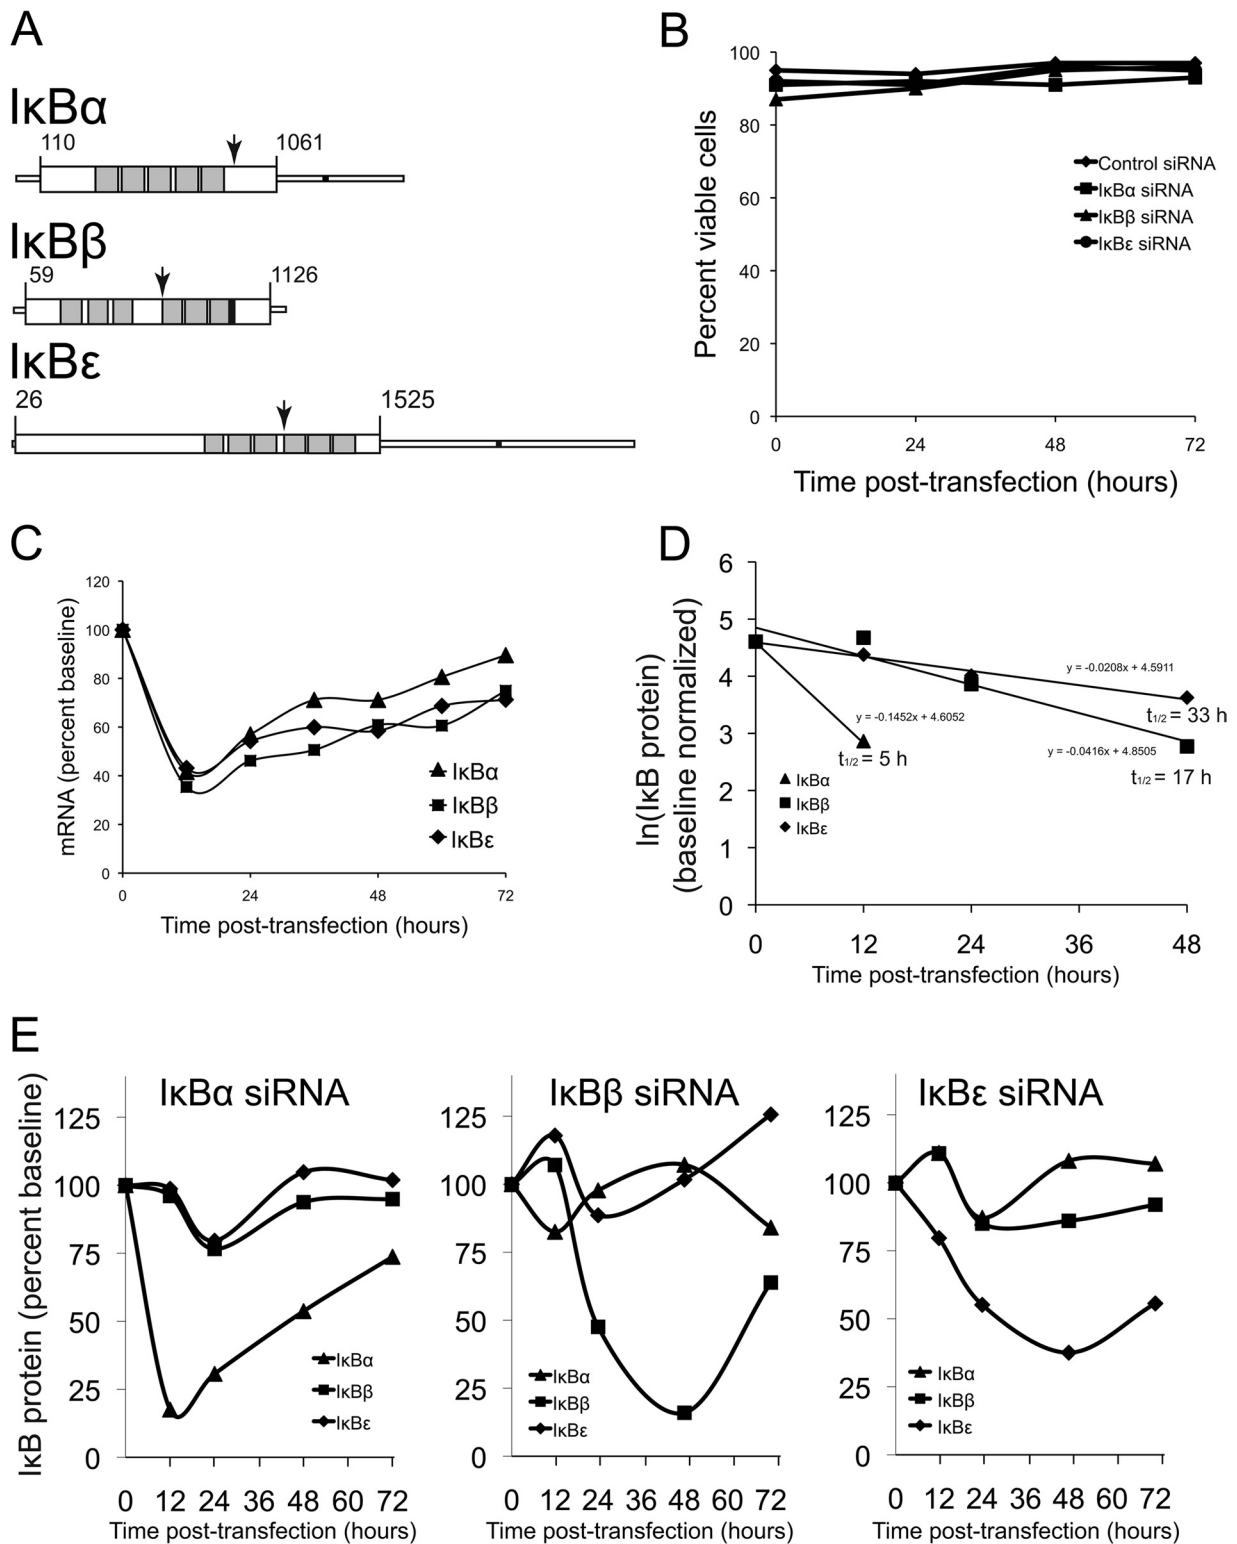 A
IκBα
110
1061
IκBβ
59
1126
IκBε
26
1525
B
100
80
60
40
20
0
Percent viable cells
Control siRNA
IκBα siRNA
IκBβ siRNA
IκBε siRNA
0 24 48 72
Time post-transfection (hours)
C
120
100
80
60
40
20
0
mRNA (percent baseline)
IκBα
IκBβ
IκBε
0 24 48 72
Time post-transfection (hours)
D
6
5
4
3
2
1
0
ln(IκB protein)
(baseline normalized)
y = -0.0208x + 4.5911
t1/2 = 33 h
y = -0.1452x + 4.6052
t1/2 = 5 h
y = -0.0416x + 4.8505
t1/2 = 17 h
IκBα
IκBβ
IκBε
0 12 24 36 48
Time post-transfection (hours)
E
IκB protein (percent baseline)
IκBα siRNA
125
100
75
50
25
0
IκBα
IκBβ
IκBε
0 12 24 36 48 60 72
Time post-transfection (hours)
IκBβ siRNA
125
100
75
50
25
0
IκBα
IκBβ
IκBε
0 12 24 36 48 60 72
Time post-transfection (hours)
IκBε siRNA
125
100
75
50
25
0
IκBα
IκBβ
IκBε
0 12 24 36 48 60 72
Time post-transfection (hours)